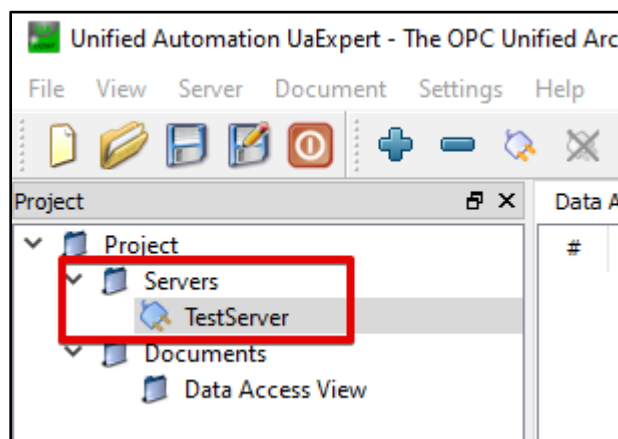 Unified Automation UaExpert - The OPC Unified Arc
File View Server Document Settings Help
Project
Data A
Project
#
Servers
TestServer
Documents
Data Access View